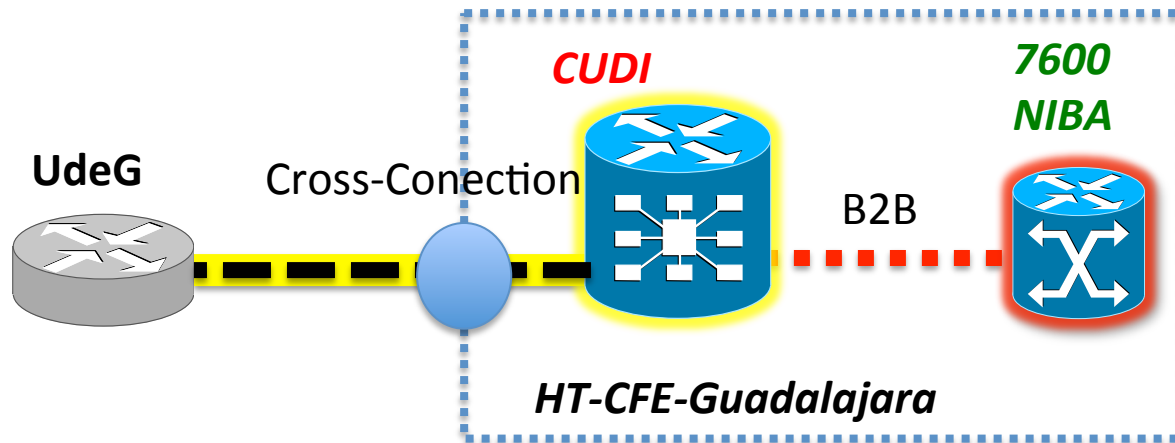 CUDI
7600
NIBA
UdeG
Cross-Conection
B2B
HT-CFE-Guadalajara